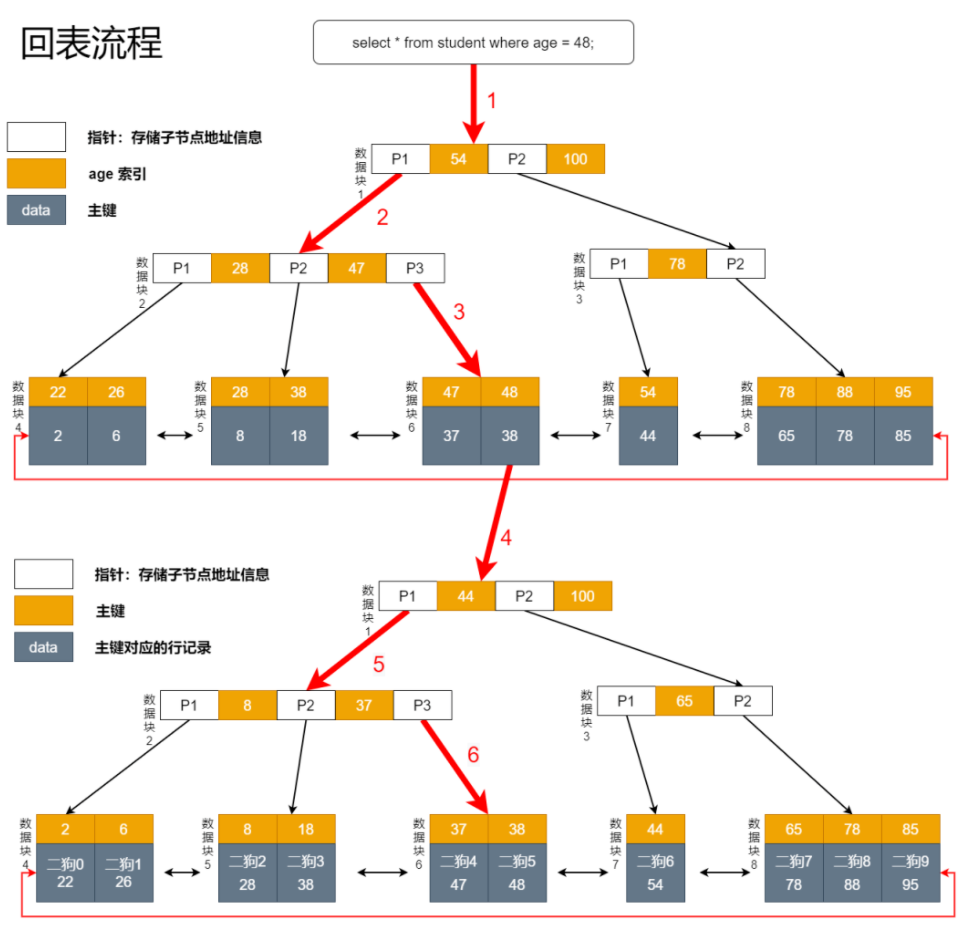 回表流程
select * from student where age = 48;
1
指针：存储子节点地址信息
age 索引
data 主键
数据块1
P1 54 P2 100
2
数据块2
P1 28 P2 47 P3
数据块3
P1 78 P2
3
数据块4
22 26
2 6
数据块5
28 38
8 18
数据块6
47 48
37 38
数据块7
54
44
数据块8
78 88 95
65 78 85
4
指针：存储子节点地址信息
主键
data 主键对应的行记录
数据块1
P1 44 P2 100
5
数据块2
P1 8 P2 37 P3
数据块3
P1 65 P2
6
数据块4
2 6
二狗0 二狗1
22 26
数据块5
8 18
二狗2 二狗3
28 38
数据块6
37 38
二狗4 二狗5
47 48
数据块7
44
二狗6
54
数据块8
65 78 85
二狗7 二狗8 二狗9
78 88 95